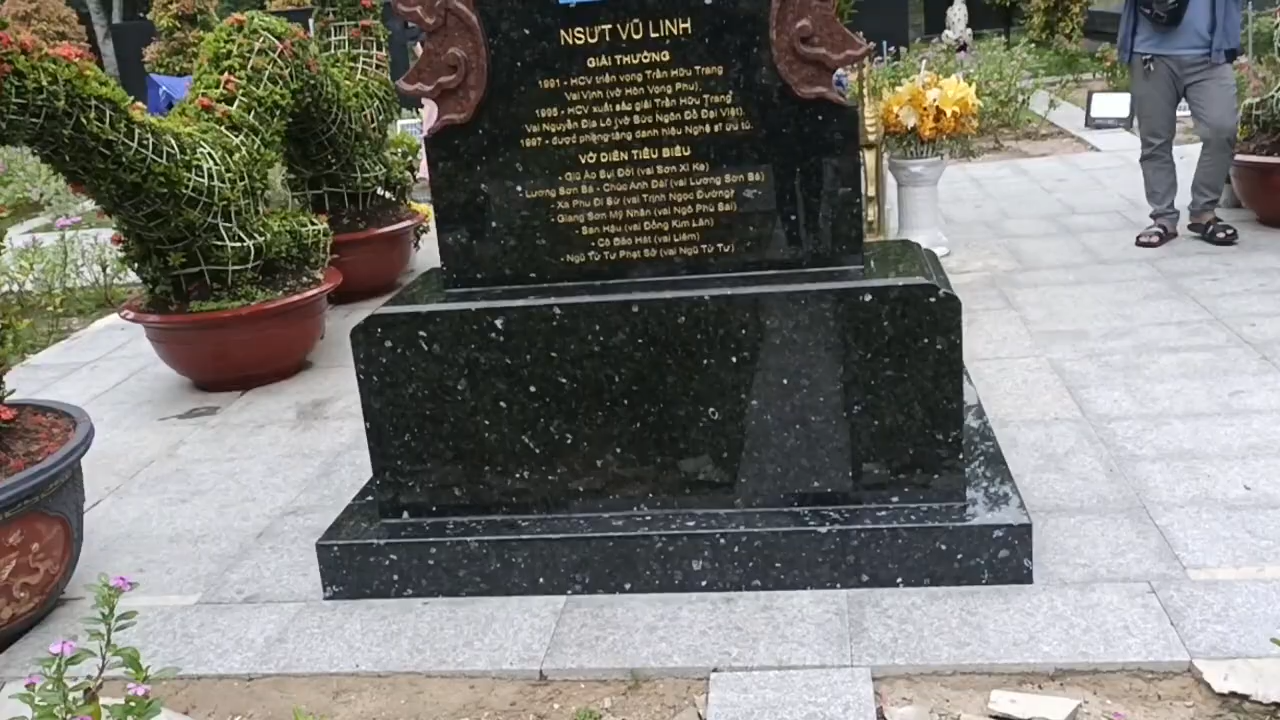 NSƯT VŨ LINH
GIẢI THƯỞNG
1991 - HCV triển vọng Trần Hữu Trang
Vai Vịnh (vở Hòn Vọng Phu).
1995 - HCV xuất sắc giải Trần Hữu Trang
Vai Nguyễn Địa Lô (vở Bức Ngôn Đồ Đại Việt).
1997 - được phong tặng danh hiệu Nghệ sĩ ưu tú.
VỞ DIỄN TIÊU BIỂU
- Giũ Áo Bụi Đời (vai Sơn Xì Ke)
- Lương Sơn Bá - Chúc Anh Đài (vai Lương Sơn Bá)
- Xa Phu Đi Sứ (vai Trịnh Ngọc Đường)
- Giang Sơn Mỹ Nhân (vai Ngô Phù Sai)
- San Hậu (vai Đổng Kim Lân)
- Cô Đào Hát (vai Liêm)
- Ngũ Tử Tư Phạt Sở (vai Ngũ Tử Tư)